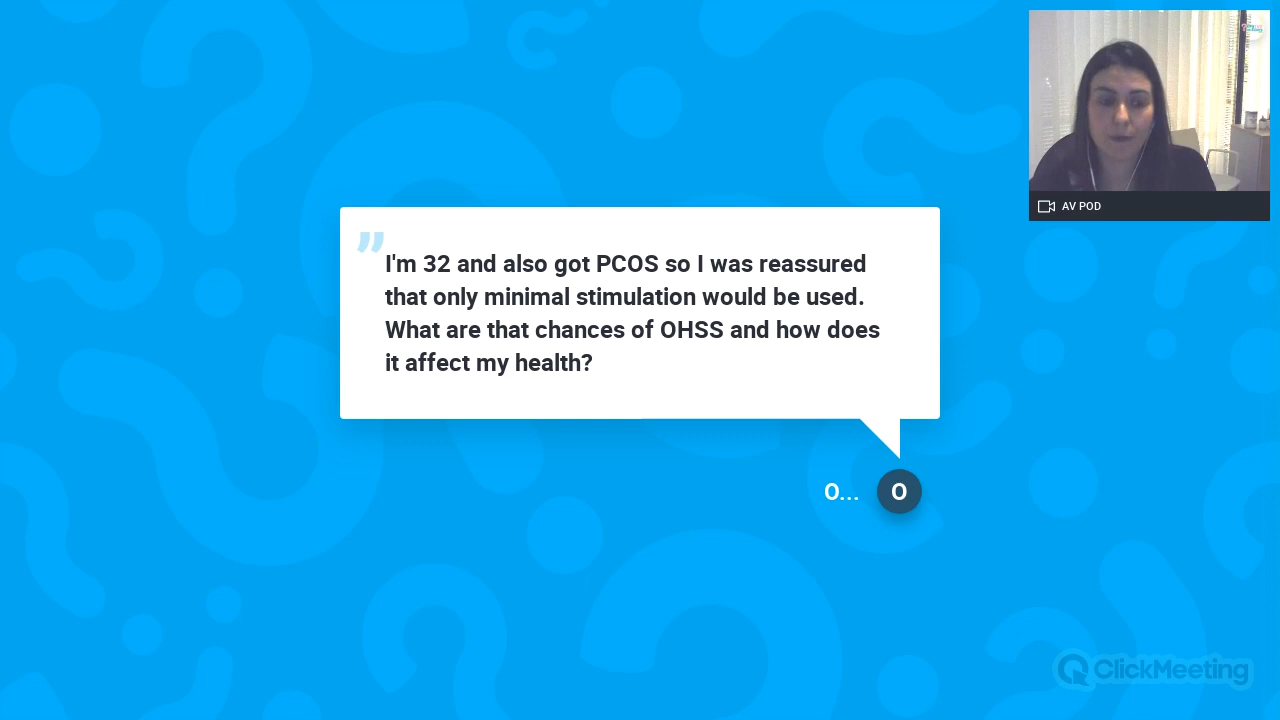 AV POD
I'm 32 and also got PCOS so I was reassured
that only minimal stimulation would be used.
What are that chances of OHSS and how does
it affect my health?
O... O
ClickMeeting